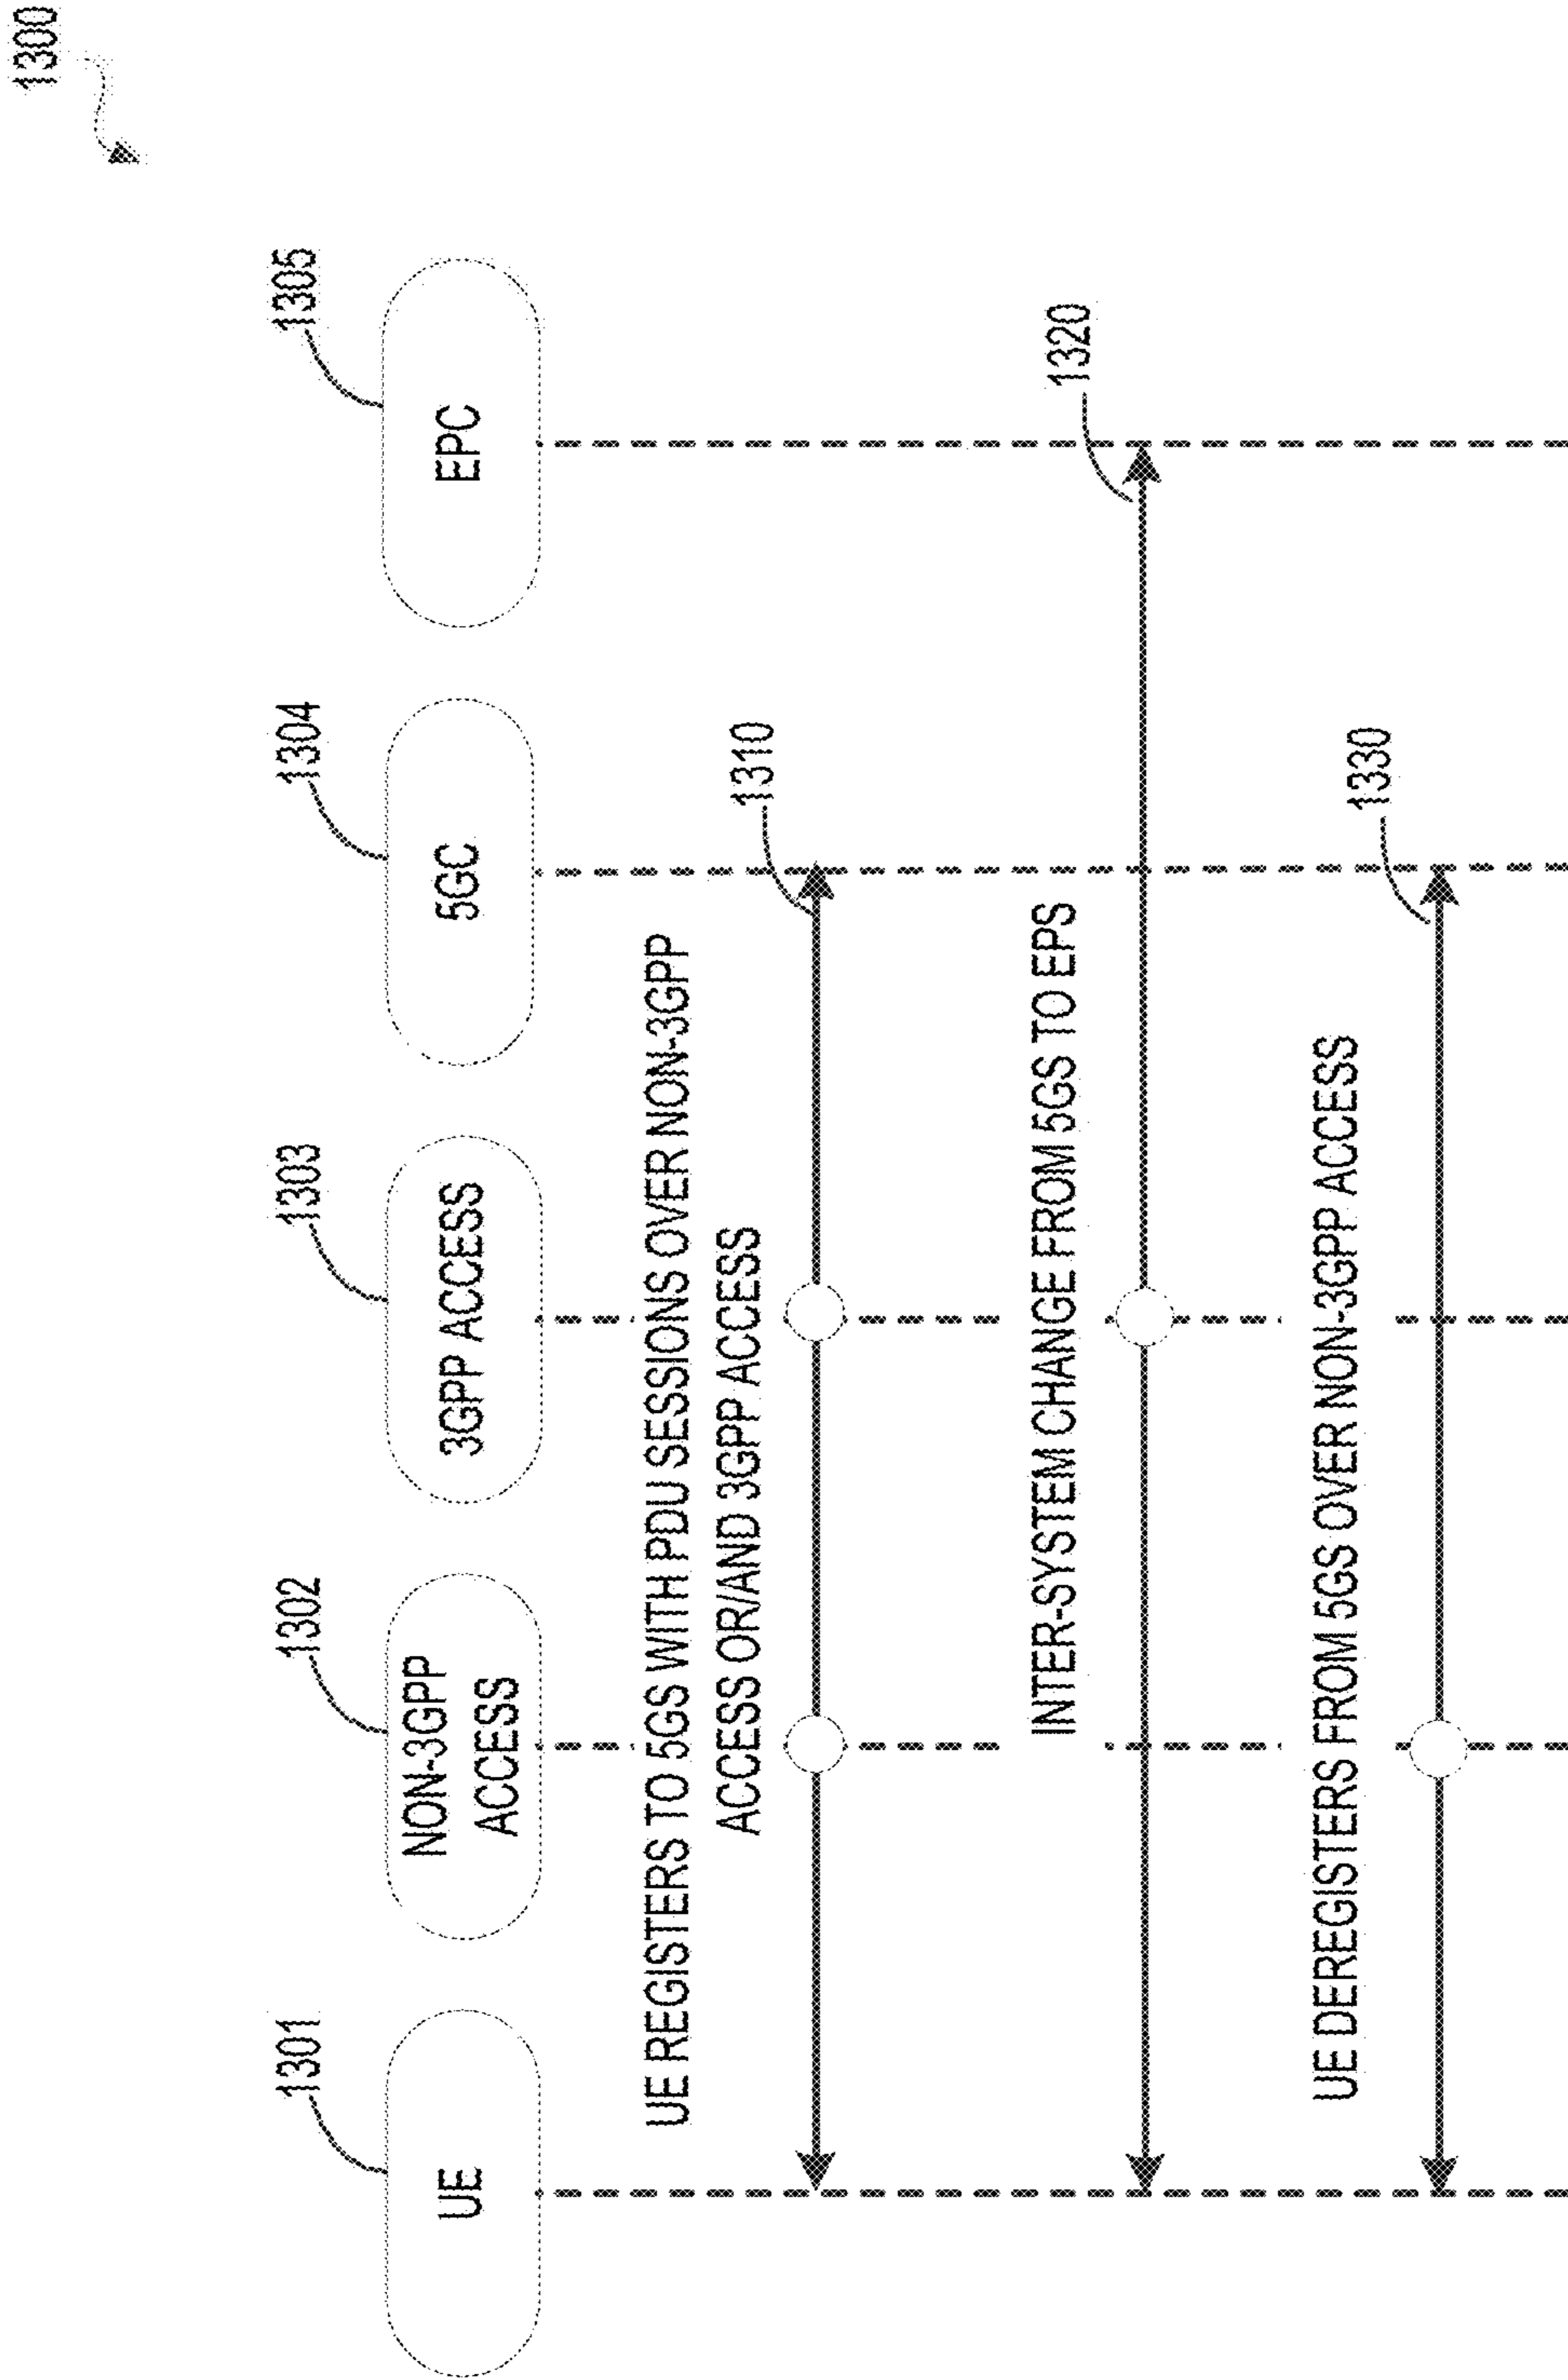 1300
1301
1302
1303
1304
1305
UE
NON-3GPP
ACCESS
3GPP ACCESS
5GC
EPC
UE REGISTERS TO 5GS WITH PDU SESSIONS OVER NON-3GPP
ACCESS OR/AND 3GPP ACCESS
1310
INTER-SYSTEM CHANGE FROM 5GS TO EPS
1320
UE DEREGISTERS FROM 5GS OVER NON-3GPP ACCESS
1330